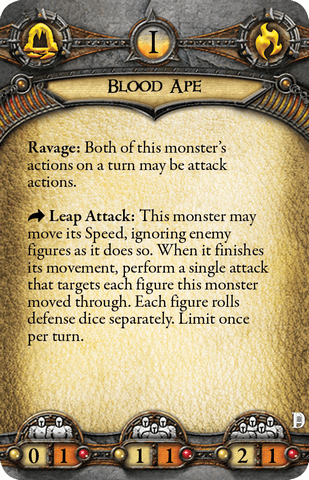 I
Blood Ape
Ravage: Both of this monster's
actions on a turn may be attack
actions.
Leap Attack: This monster may
move its Speed, ignoring enemy
figures as it does so. When it finishes
its movement, perform a single attack
that targets each figure this monster
moved through. Each figure rolls
defense dice separately. Limit once
per turn.
0 1 1 1 2 1